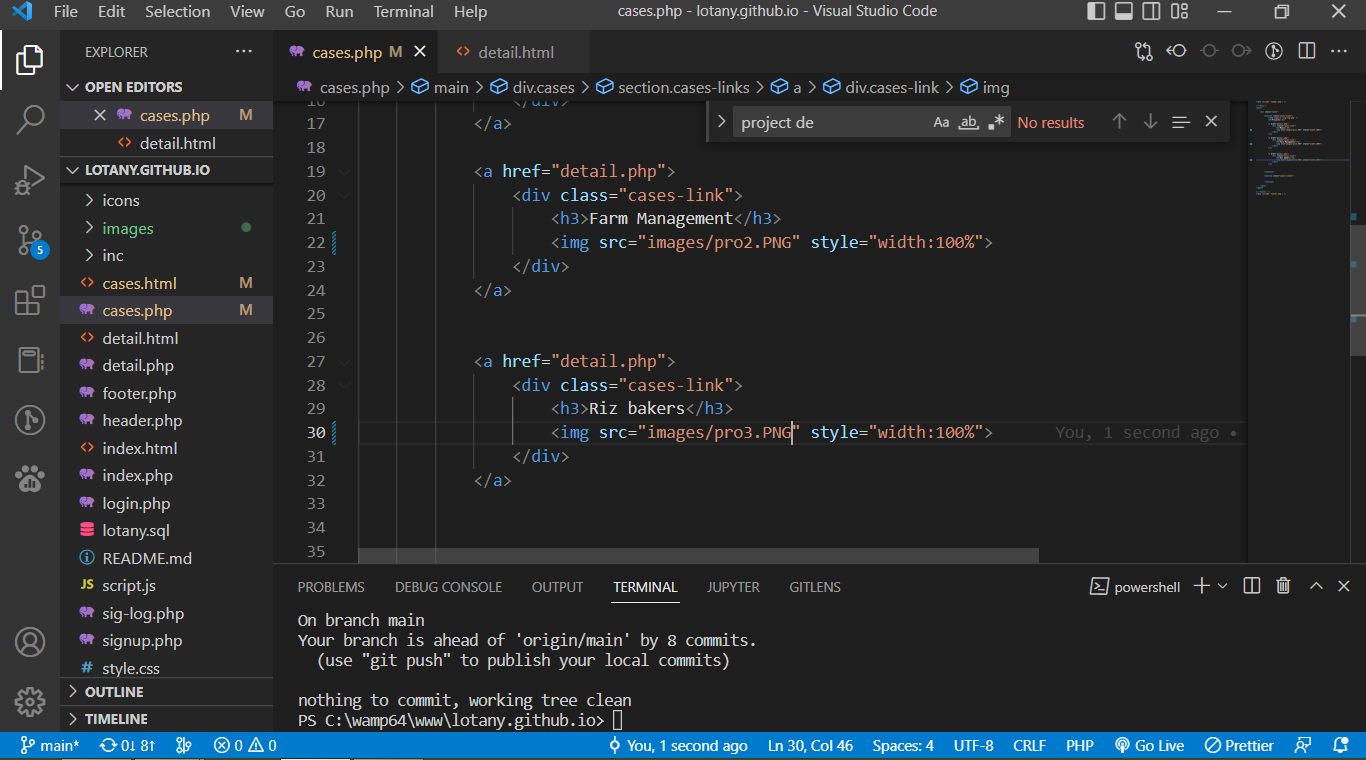 File Edit Selection View Go Run Terminal Help cases.php - lotany.github.io - Visual Studio Code
EXPLORER ···
OPEN EDITORS
cases.php M
detail.html
LOTANY.GITHUB.IO
icons
images
inc
cases.html M
cases.php M
detail.html
detail.php
footer.php
header.php
index.html
index.php
login.php
lotany.sql
README.md
JS script.js
sig-log.php
signup.php
# style.css
OUTLINE
TIMELINE
5
cases.php M
detail.html
cases.php > main > div.cases > section.cases-links > a > div.cases-link > img
project de Aa ab No results
16 </div>
17 </a>
18
19 <a href="detail.php">
20 <div class="cases-link">
21 <h3>Farm Management</h3>
22 <img src="images/pro2.PNG" style="width:100%">
23 </div>
24 </a>
25
26
27 <a href="detail.php">
28 <div class="cases-link">
29 <h3>Riz bakers</h3>
30 <img src="images/pro3.PNG" style="width:100%"> You, 1 second ago •
31 </div>
32 </a>
33
34
35
PROBLEMS DEBUG CONSOLE OUTPUT TERMINAL JUPYTER GITLENS powershell
On branch main
Your branch is ahead of 'origin/main' by 8 commits.
(use "git push" to publish your local commits)
nothing to commit, working tree clean
PS C:\wamp64\www\lotany.github.io>
main* 0↓ 8↑ 0 0 You, 1 second ago Ln 30, Col 46 Spaces: 4 UTF-8 CRLF PHP Go Live Prettier